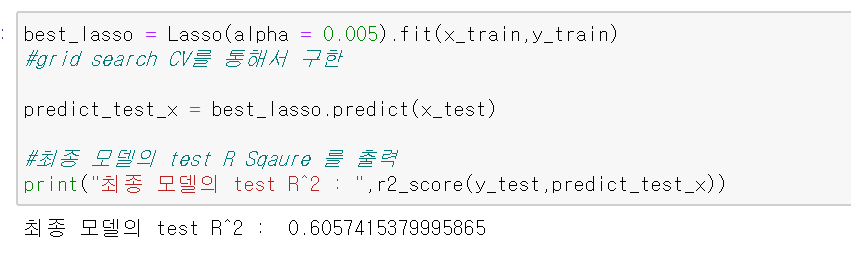 : best_lasso = Lasso(alpha = 0.005).fit(x_train,y_train)
#grid search CV를 통해서 구한
predict_test_x = best_lasso.predict(x_test)
#최종 모델의 test R Sqaure 를 출력
print("최종 모델의 test R^2 : ",r2_score(y_test,predict_test_x))
최종 모델의 test R^2 :  0.6057415379995865